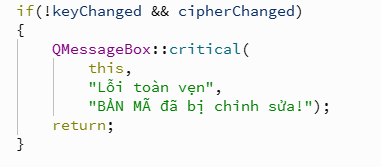 if(!keyChanged && cipherChanged)
{
QMessageBox::critical(
this,
"Lỗi toàn vẹn",
"BẢN MÃ đã bị chỉnh sửa!");
return;
}